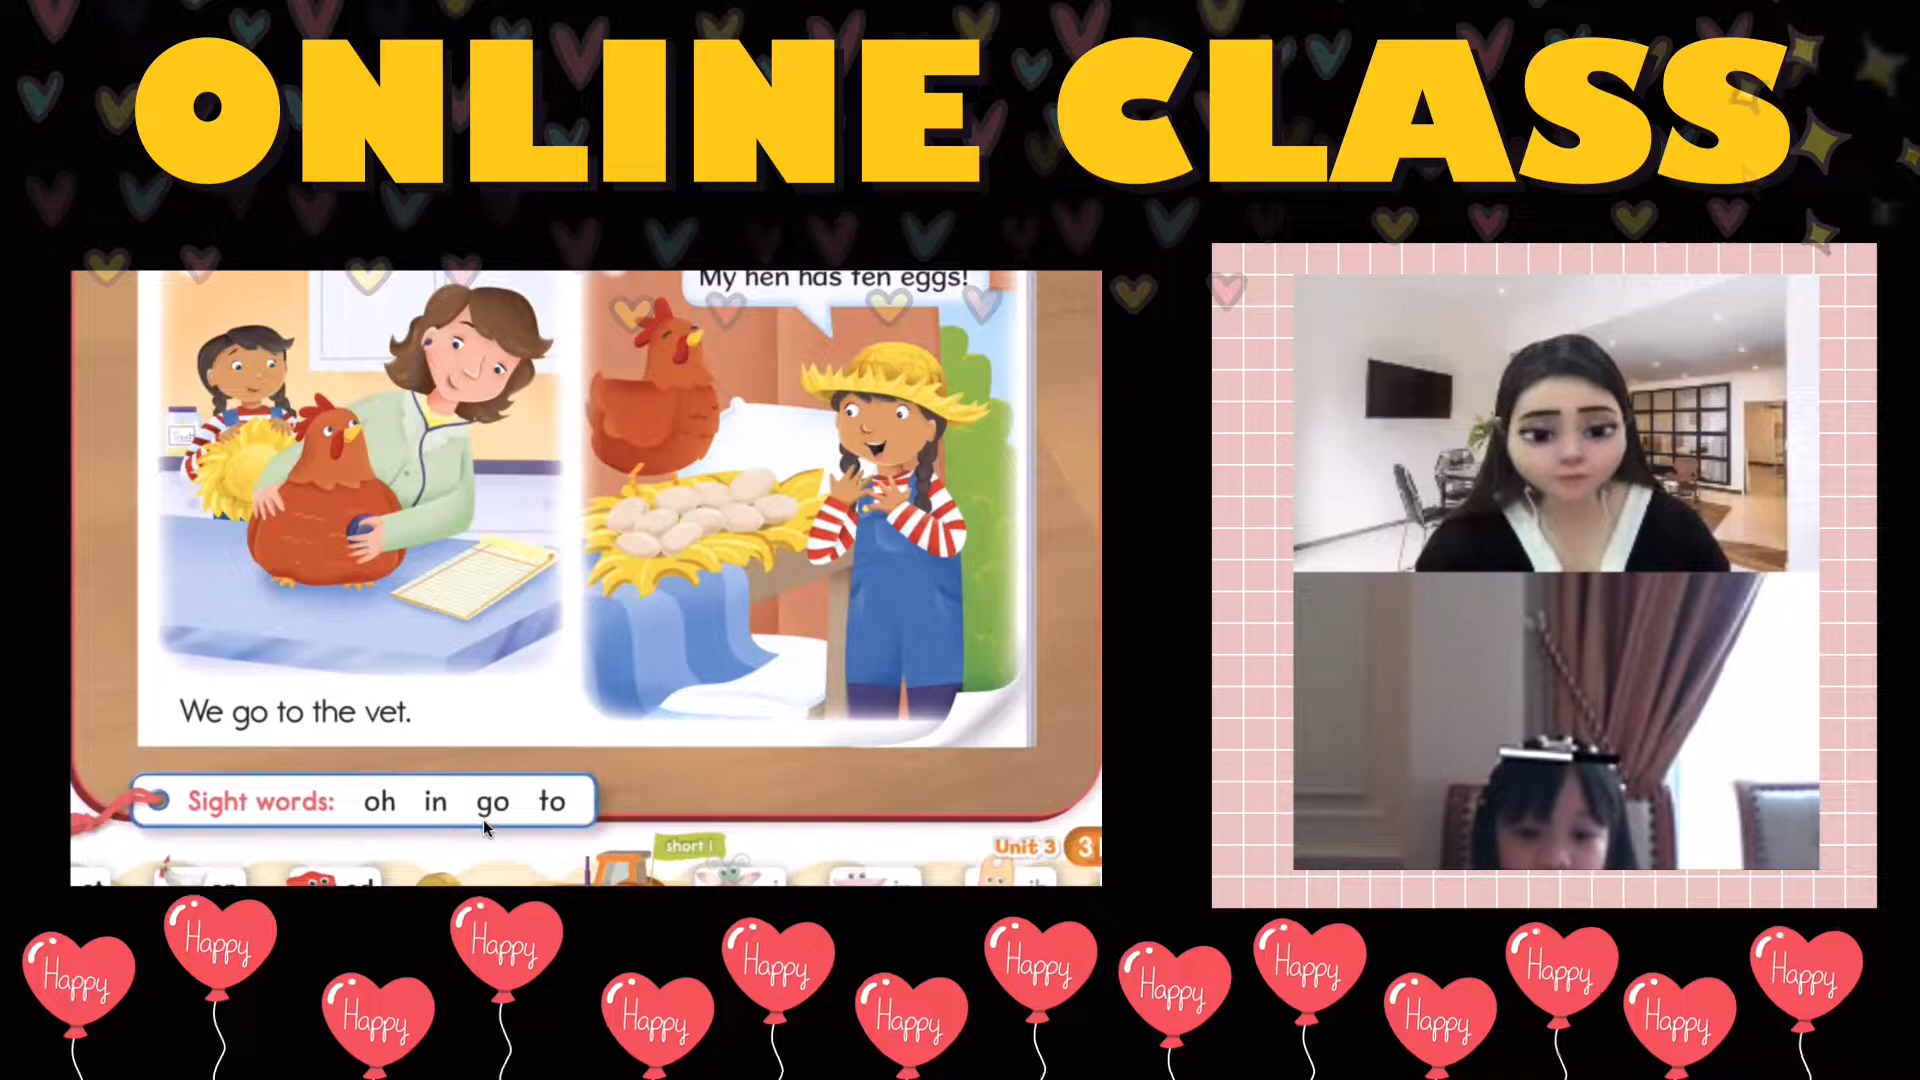 ONLINE CLASS
My hen has ten eggs!
We go to the vet.
Sight words: oh in go to
short i
Unit 3
Happy
Happy
Happy
Happy
Happy
Happy
Happy
Happy
Happy
Happy
Happy
Happy
Happy
Happy